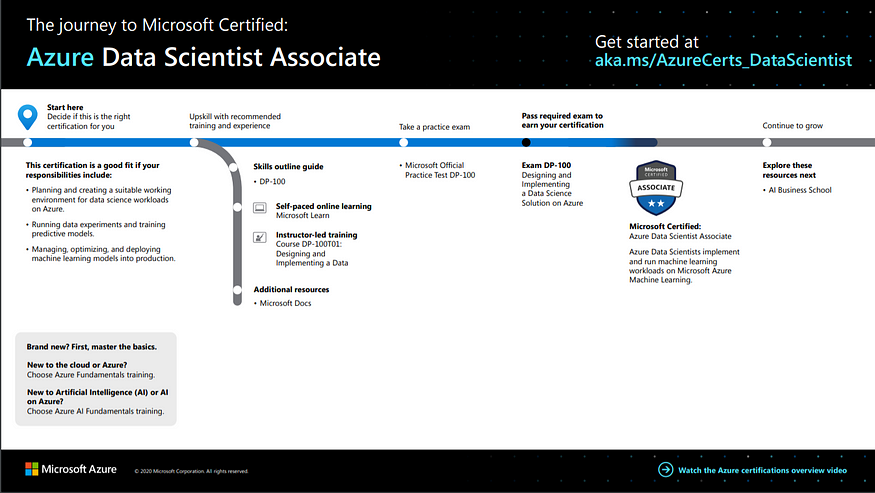 The journey to Microsoft Certified:
Azure Data Scientist Associate
Get started at
aka.ms/AzureCerts_DataScientist
Start here
Decide if this is the right
certification for you
Upskill with recommended
training and experience
Take a practice exam
Pass required exam to
earn your certification
Continue to grow
This certification is a good fit if your
responsibilities include:
• Planning and creating a suitable working
environment for data science workloads
on Azure.
• Running data experiments and training
predictive models.
• Managing, optimizing, and deploying
machine learning models into production.
Skills outline guide
• DP-100
Self-paced online learning
Microsoft Learn
Instructor-led training
Course DP-100T01:
Designing and
Implementing a Data
Additional resources
• Microsoft Docs
• Microsoft Official
Practice Test DP-100
Exam DP-100
Designing and
Implementing
a Data Science
Solution on Azure
Microsoft
CERTIFIED
ASSOCIATE
Microsoft Certified:
Azure Data Scientist Associate
Azure Data Scientists implement
and run machine learning
workloads on Microsoft Azure
Machine Learning.
Explore these
resources next
• AI Business School
Brand new? First, master the basics.
New to the cloud or Azure?
Choose Azure Fundamentals training.
New to Artificial Intelligence (AI) or AI
on Azure?
Choose Azure AI Fundamentals training.
Microsoft Azure
© 2020 Microsoft Corporation. All rights reserved.
Watch the Azure certifications overview video